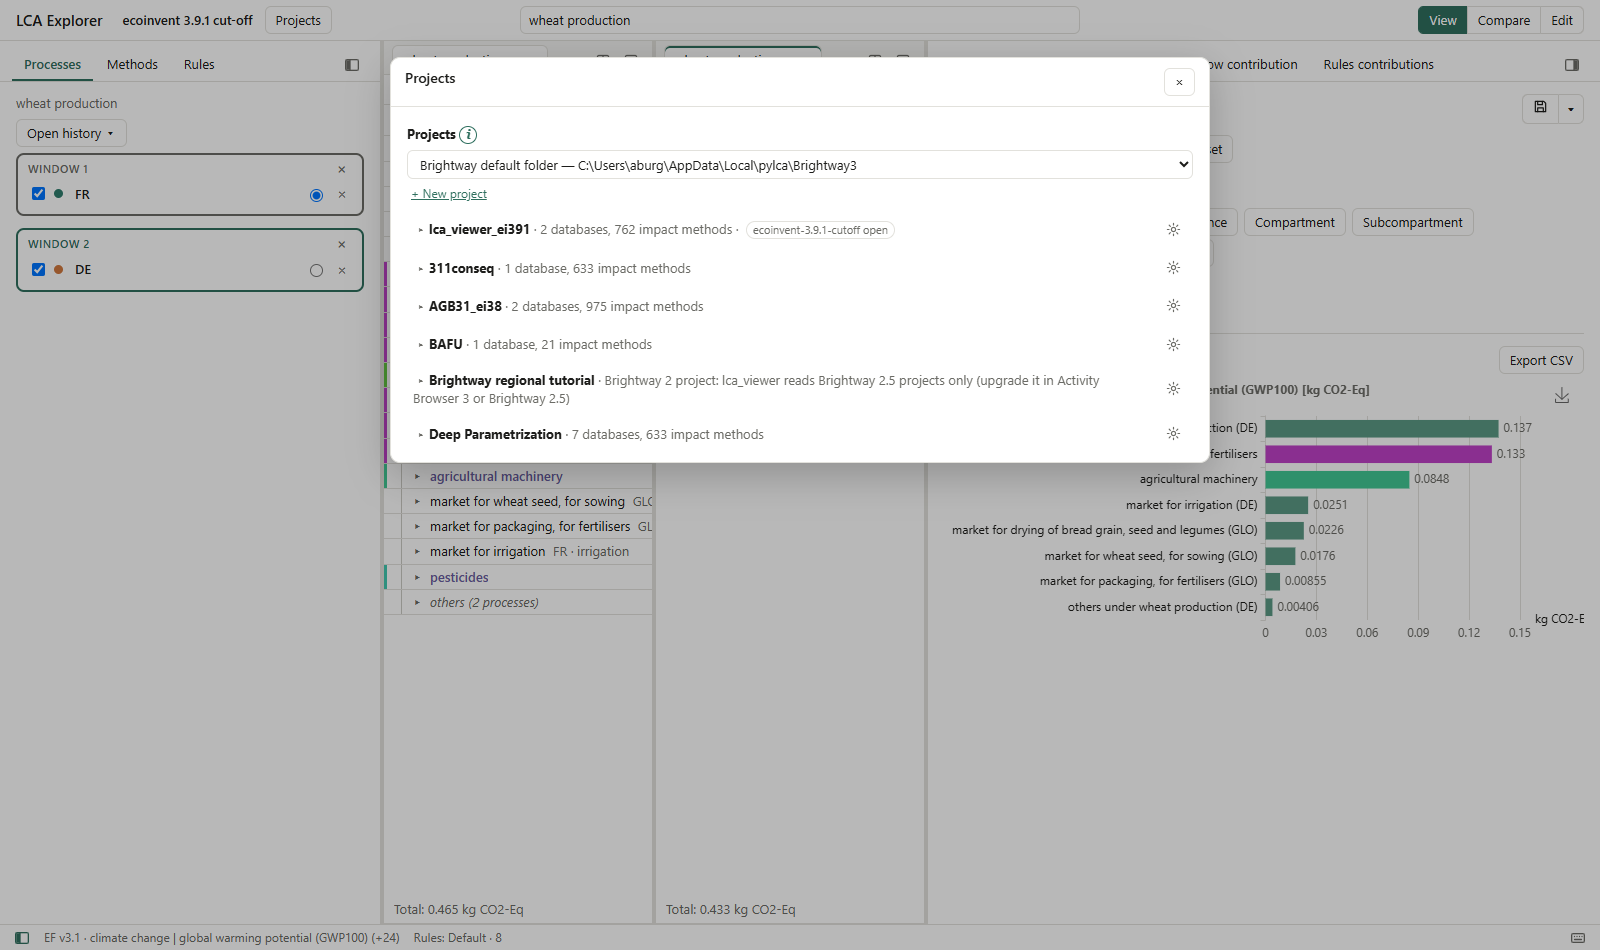 LCA Explorer ecoinvent 3.9.1 cut-off Projects wheat production View Compare Edit
Processes Methods Rules
wheat production
Open history
WINDOW 1
FR
WINDOW 2
DE
Projects
Projects
Brightway default folder — C:\Users\aburg\AppData\Local\pylca\Brightway3
+ New project
lca_viewer_ei391 · 2 databases, 762 impact methods · ecoinvent-3.9.1-cutoff open
311conseq · 1 database, 633 impact methods
AGB31_ei38 · 2 databases, 975 impact methods
BAFU · 1 database, 21 impact methods
Brightway regional tutorial · Brightway 2 project: lca_viewer reads Brightway 2.5 projects only (upgrade it in Activity
Browser 3 or Brightway 2.5)
Deep Parametrization · 7 databases, 633 impact methods
agricultural machinery
market for wheat seed, for sowing GLO
market for packaging, for fertilisers GL
market for irrigation FR · irrigation
pesticides
others (2 processes)
Total: 0.465 kg CO2-Eq
Total: 0.433 kg CO2-Eq
contribution Rules contributions
Compartment Subcompartment
Export CSV
(GWP100) [kg CO2-Eq]
(DE) 0.137
fertilisers 0.133
agricultural machinery 0.0848
market for irrigation (DE) 0.0251
market for drying of bread grain, seed and legumes (GLO) 0.0226
market for wheat seed, for sowing (GLO) 0.0176
market for packaging, for fertilisers (GLO) 0.00855
others under wheat production (DE) 0.00406
kg CO2-E
0 0.03 0.06 0.09 0.12 0.15
EF v3.1 · climate change | global warming potential (GWP100) (+24) Rules: Default · 8